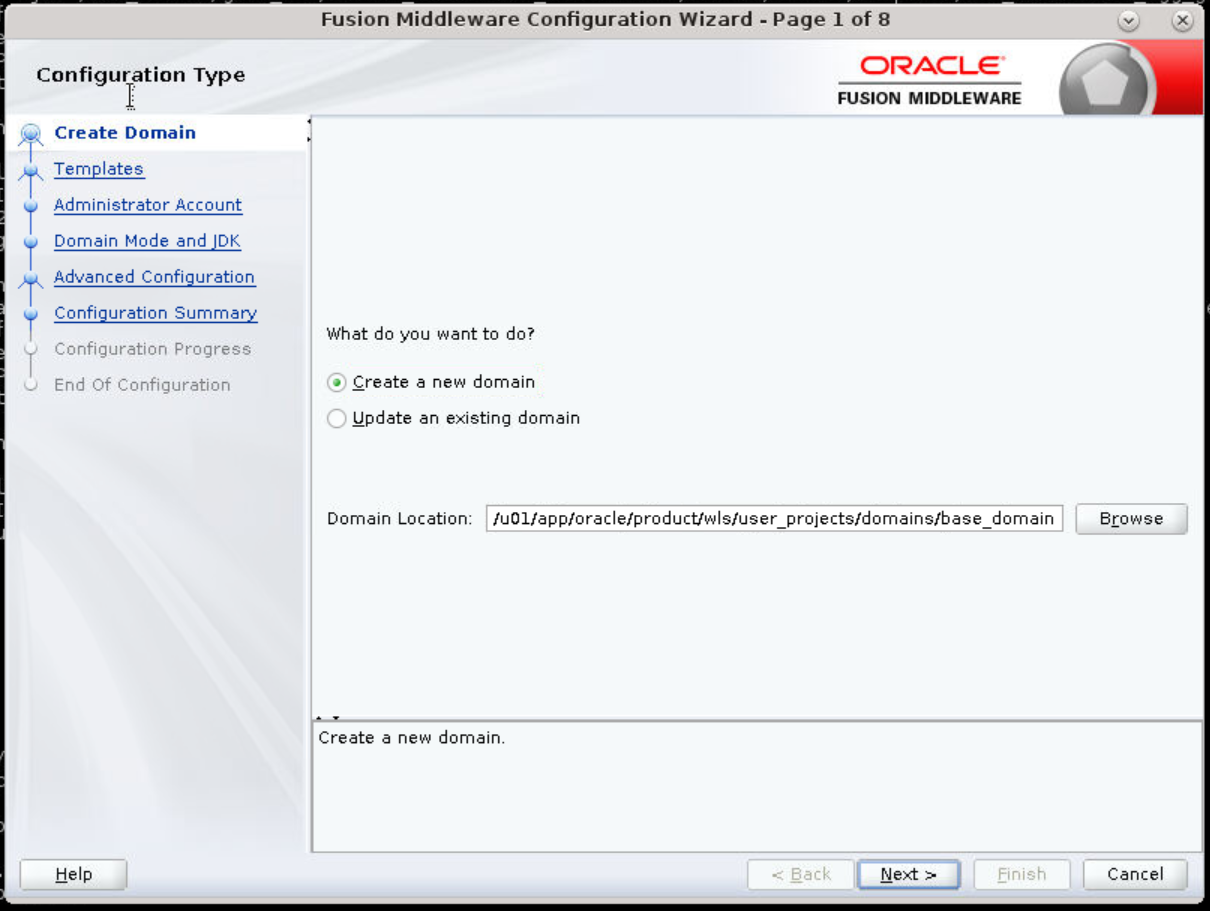 Fusion Middleware Configuration Wizard - Page 1 of 8
Configuration Type
ORACLE
FUSION MIDDLEWARE
Create Domain
Templates
Administrator Account
Domain Mode and JDK
Advanced Configuration
Configuration Summary
Configuration Progress
End Of Configuration
What do you want to do?
Create a new domain
Update an existing domain
Domain Location: /u01/app/oracle/product/wls/user_projects/domains/base_domain Browse
Create a new domain.
Help < Back Next > Finish Cancel